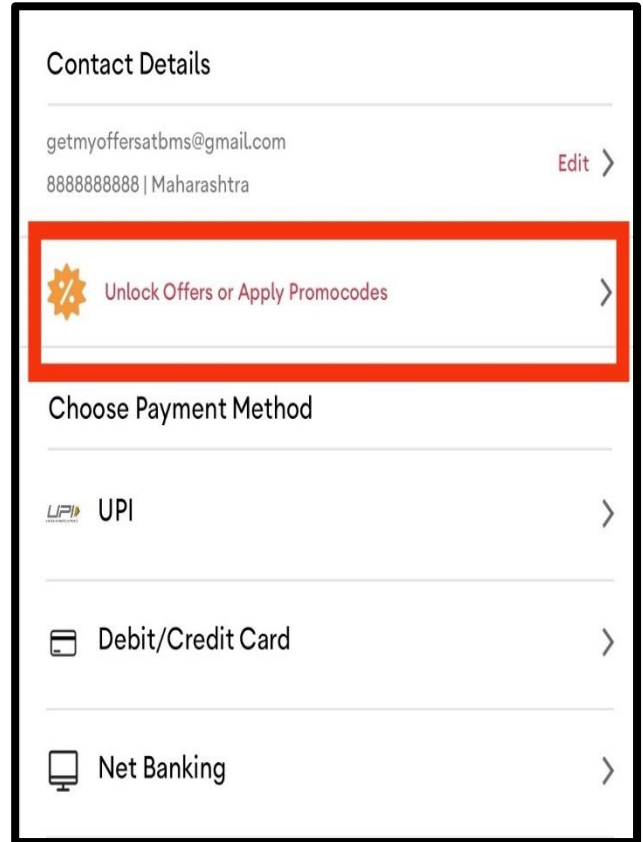 Contact Details
getmyoffersatbms@gmail.com
Edit
8888888888 | Maharashtra
Unlock Offers or Apply Promocodes
Choose Payment Method
UPI UPI
Debit/Credit Card
Net Banking